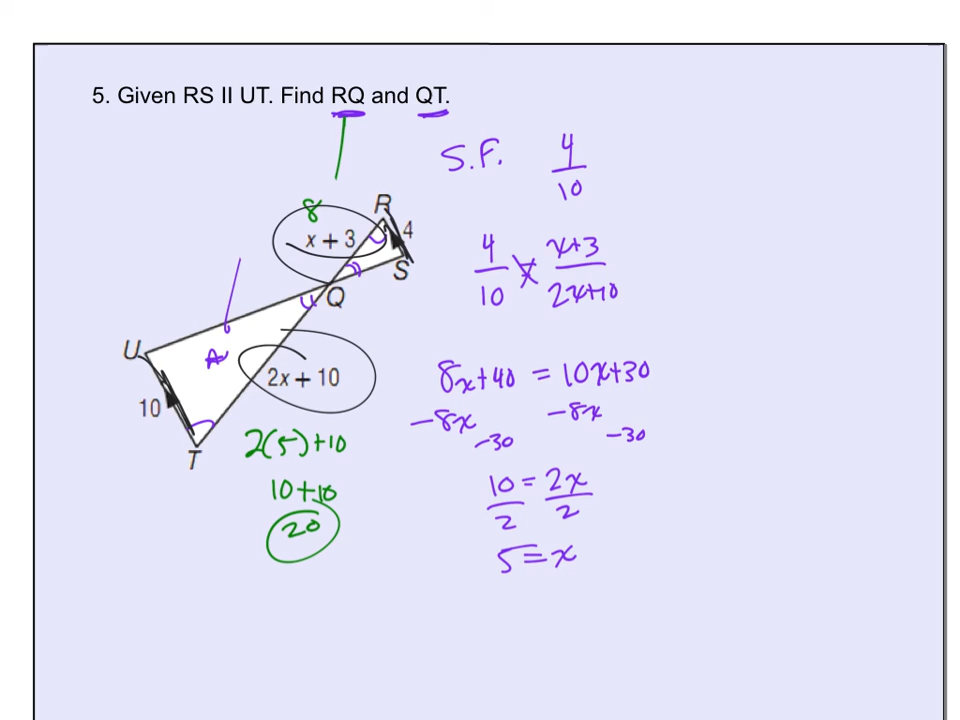 5. Given RS II UT. Find RQ and QT.
S.F. 4/10
8
R
x + 3
4
S
Q
4/10 x+3/2x+10
U
A
2x + 10
10
T
8x+40 = 10x+30
-8x -8x
-30 -30
2(5)+10
10+10
20
10 = 2x
2 2
5 = x